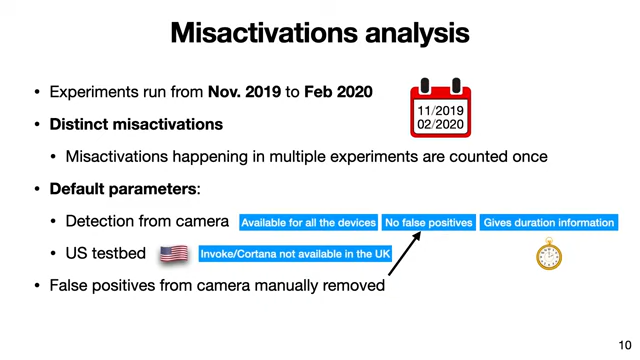 Misactivations analysis
• Experiments run from Nov. 2019 to Feb 2020
11/2019
02/2020
• Distinct misactivations
• Misactivations happening in multiple experiments are counted once
• Default parameters:
• Detection from camera Available for all the devices No false positives Gives duration information
• US testbed Invoke/Cortana not available in the UK
• False positives from camera manually removed
10